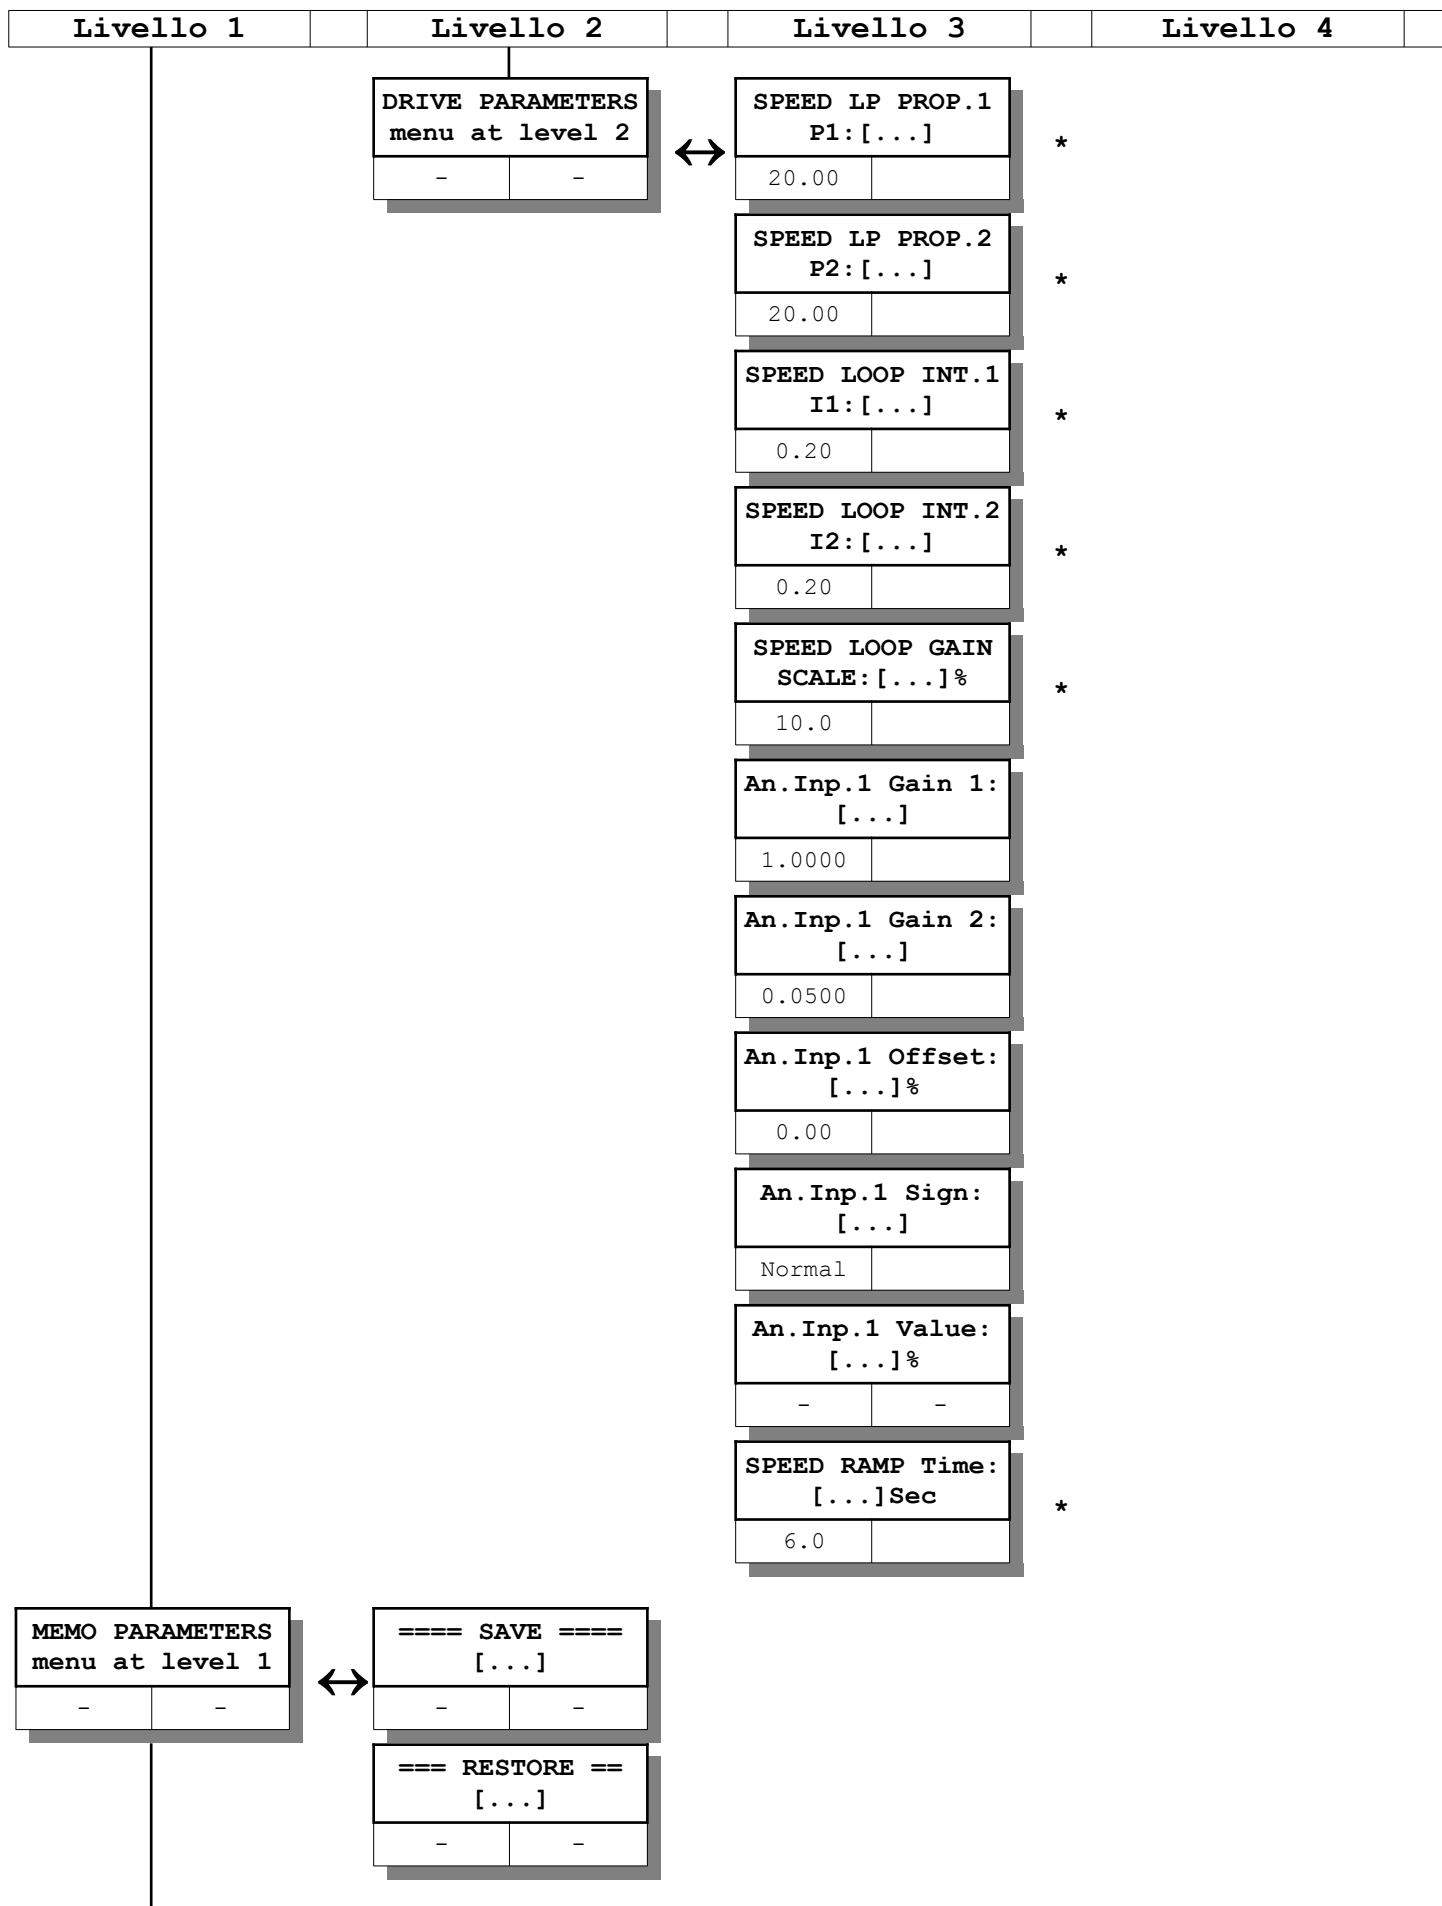 Livello 1 Livello 2 Livello 3 Livello 4
DRIVE PARAMETERS
menu at level 2
- -
SPEED LP PROP.1
P1:[...]
*
20.00
SPEED LP PROP.2
P2:[...]
*
20.00
SPEED LOOP INT.1
I1:[...]
*
0.20
SPEED LOOP INT.2
I2:[...]
*
0.20
SPEED LOOP GAIN
SCALE:[...]%
*
10.0
An.Inp.1 Gain 1:
[...]
1.0000
An.Inp.1 Gain 2:
[...]
0.0500
An.Inp.1 Offset:
[...]%
0.00
An.Inp.1 Sign:
[...]
Normal
An.Inp.1 Value:
[...]%
- -
SPEED RAMP Time:
[...]Sec
*
6.0
MEMO PARAMETERS
menu at level 1
- -
==== SAVE ====
[...]
- -
=== RESTORE ==
[...]
- -